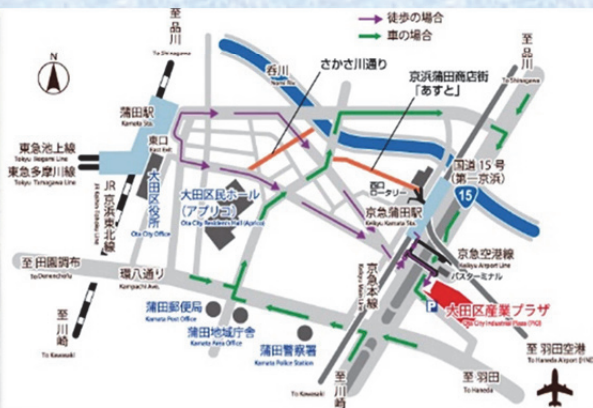 徒歩の場合
車の場合
N
至品川
To Shinagawa
さかさ川通り
呑川
京浜蒲田商店街
「あすと」
至品川
To Shinagawa
蒲田駅
Kamata Sta.
東口
East Exit
東急池上線
Tokyu Ikegami Line
東急多摩川線
Tokyu Tamagawa Line
JR京浜東北線
大田区役所
Ota City Office
大田区民ホール
(アプリコ)
Ota City Residents Hall (Aprico)
西口
ロータリー
国道15号
(第一京浜)
15
京急蒲田駅
Keikyu Kamata Sta.
京急空港線
Keikyu Airport Line
バスターミナル
京急本線
Keikyu Main Line
至田園調布
To Denenchofu
環八通り
Kampachi Ave.
蒲田郵便局
Kamata Post Office
蒲田地域庁舎
Kamata Area Office
蒲田警察署
Kamata Police Station
P
大田区産業プラザ
Ota City Industrial Plaza (PiO)
至川崎
To Kawasaki
至川崎
To Kawasaki
至羽田
To Haneda
至羽田空港
To Haneda Airport (HND)